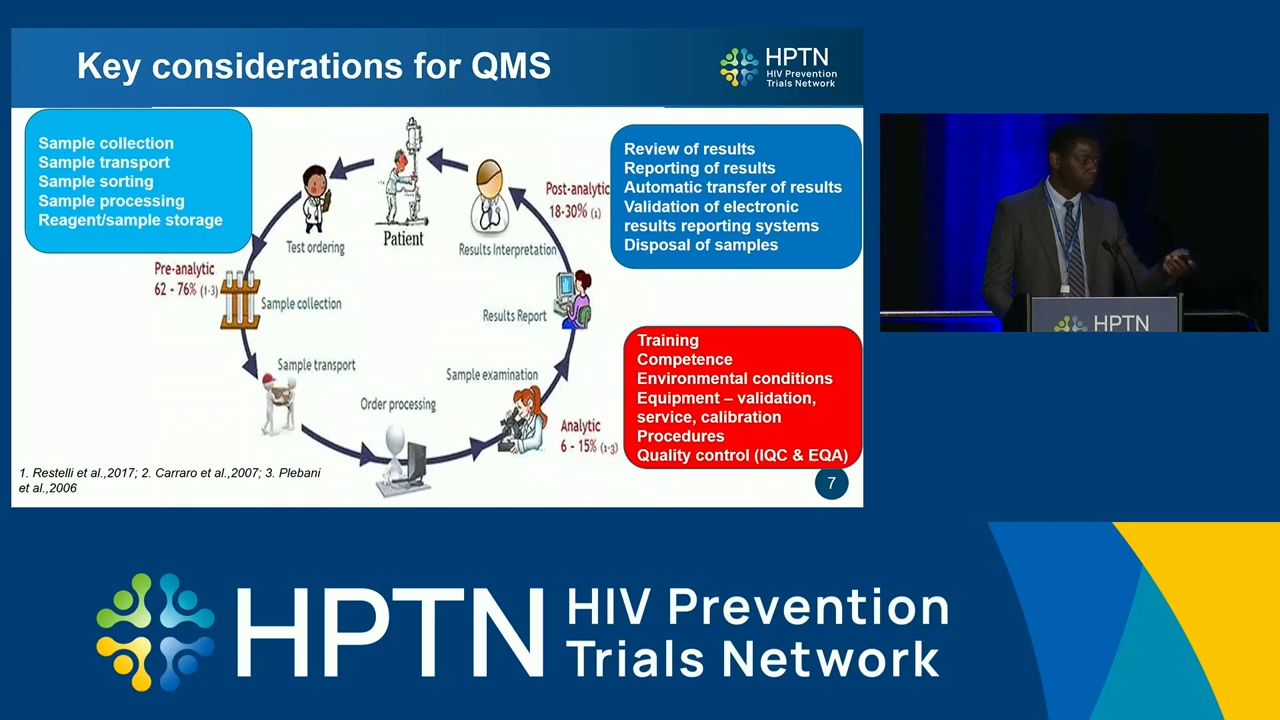 Key considerations for QMS
HPTN
HIV Prevention
Trials Network
Sample collection
Sample transport
Sample sorting
Sample processing
Reagent/sample storage
Review of results
Reporting of results
Automatic transfer of results
Validation of electronic
results reporting systems
Disposal of samples
Post-analytic
18-30% (1)
Patient
Test ordering
Results Interpretation
Pre-analytic
62 - 76% (1-3)
Sample collection
Results Report
Sample transport
Sample examination
Order processing
Analytic
6 - 15% (1-3)
Training
Competence
Environmental conditions
Equipment – validation,
service, calibration
Procedures
Quality control (IQC & EQA)
1. Restelli et al.,2017; 2. Carraro et al.,2007; 3. Plebani
et al.,2006
7
HPTN
HPTN
HIV Prevention
Trials Network